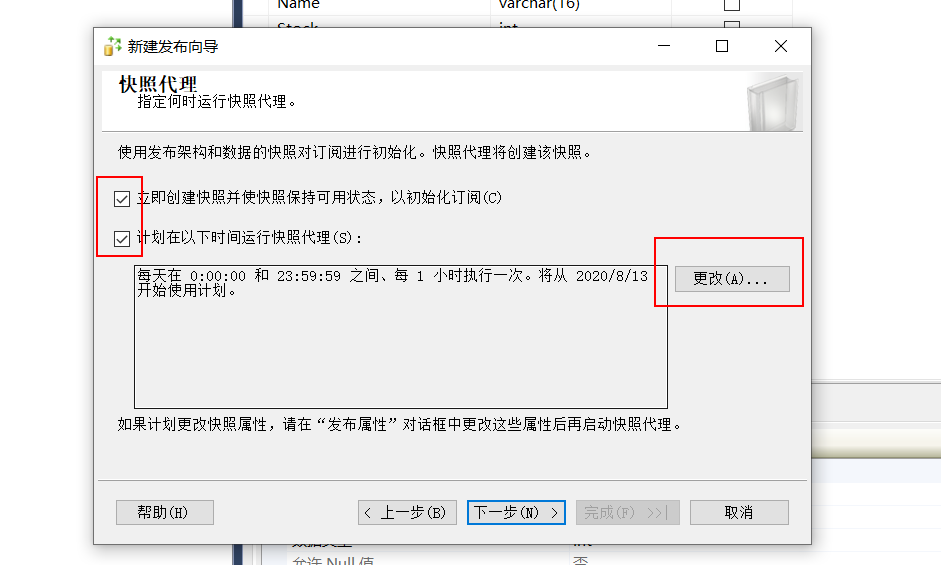 Name varchar(16)
Stock int
新建发布向导
快照代理
指定何时运行快照代理。
使用发布架构和数据的快照对订阅进行初始化。快照代理将创建该快照。
立即创建快照并使快照保持可用状态，以初始化订阅(C)
计划在以下时间运行快照代理(S)：
每天在 0:00:00 和 23:59:59 之间、每 1 小时执行一次。将从 2020/8/13
开始使用计划。
更改(A)...
如果计划更改快照属性，请在“发布属性”对话框中更改这些属性后再启动快照代理。
帮助(H) < 上一步(B) 下一步(N) > 完成(F) >>| 取消
数据类型 int
允许 Null 值 否